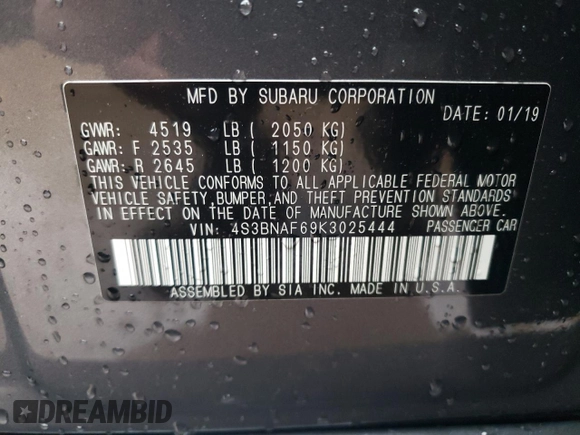 MFD BY SUBARU CORPORATION
DATE: 01/19
GVWR: 4519 LB ( 2050 KG)
GAWR: F 2535 LB ( 1150 KG)
GAWR: R 2645 LB ( 1200 KG)
THIS VEHICLE CONFORMS TO ALL APPLICABLE FEDERAL MOTOR
VEHICLE SAFETY, BUMPER, AND THEFT PREVENTION STANDARDS
IN EFFECT ON THE DATE OF MANUFACTURE SHOWN ABOVE.
VIN: 4S3BNAF69K3025444 PASSENGER CAR
ASSEMBLED BY SIA INC. MADE IN U.S.A.
DREAMBID